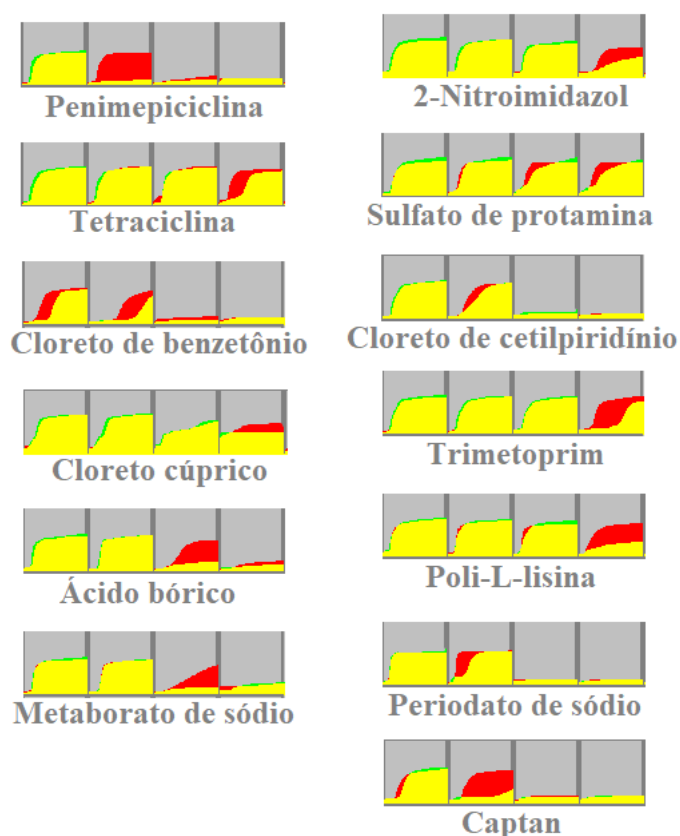 Penimepiciclina
2-Nitroimidazol
Tetraciclina
Sulfato de protamina
Cloreto de benzetônio
Cloreto de cetilpiridínio
Cloreto cúprico
Trimetoprim
Ácido bórico
Poli-L-lisina
Metaborato de sódio
Periodato de sódio
Captan